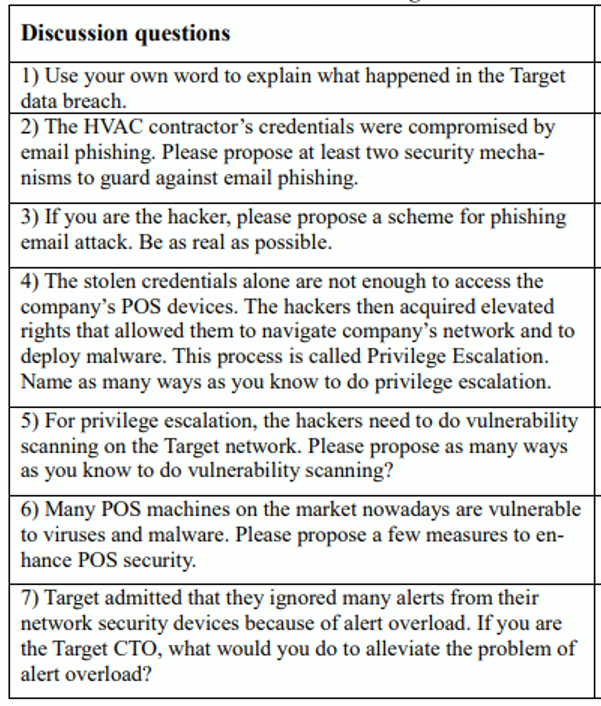 Discussion questions
1) Use your own word to explain what happened in the Target
data breach.
2) The HVAC contractor's credentials were compromised by
email phishing. Please propose at least two security mecha-
nisms to guard against email phishing.
3) If you are the hacker, please propose a scheme for phishing
email attack. Be as real as possible.
4) The stolen credentials alone are not enough to access the
company's POS devices. The hackers then acquired elevated
rights that allowed them to navigate company's network and to
deploy malware. This process is called Privilege Escalation.
Name as many ways as you know to do privilege escalation.
5) For privilege escalation, the hackers need to do vulnerability
scanning on the Target network. Please propose as many ways
as you know to do vulnerability scanning?
6) Many POS machines on the market nowadays are vulnerable
to viruses and malware. Please propose a few measures to en-
hance POS security.
7) Target admitted that they ignored many alerts from their
network security devices because of alert overload. If you are
the Target CTO, what would you do to alleviate the problem of
alert overload?